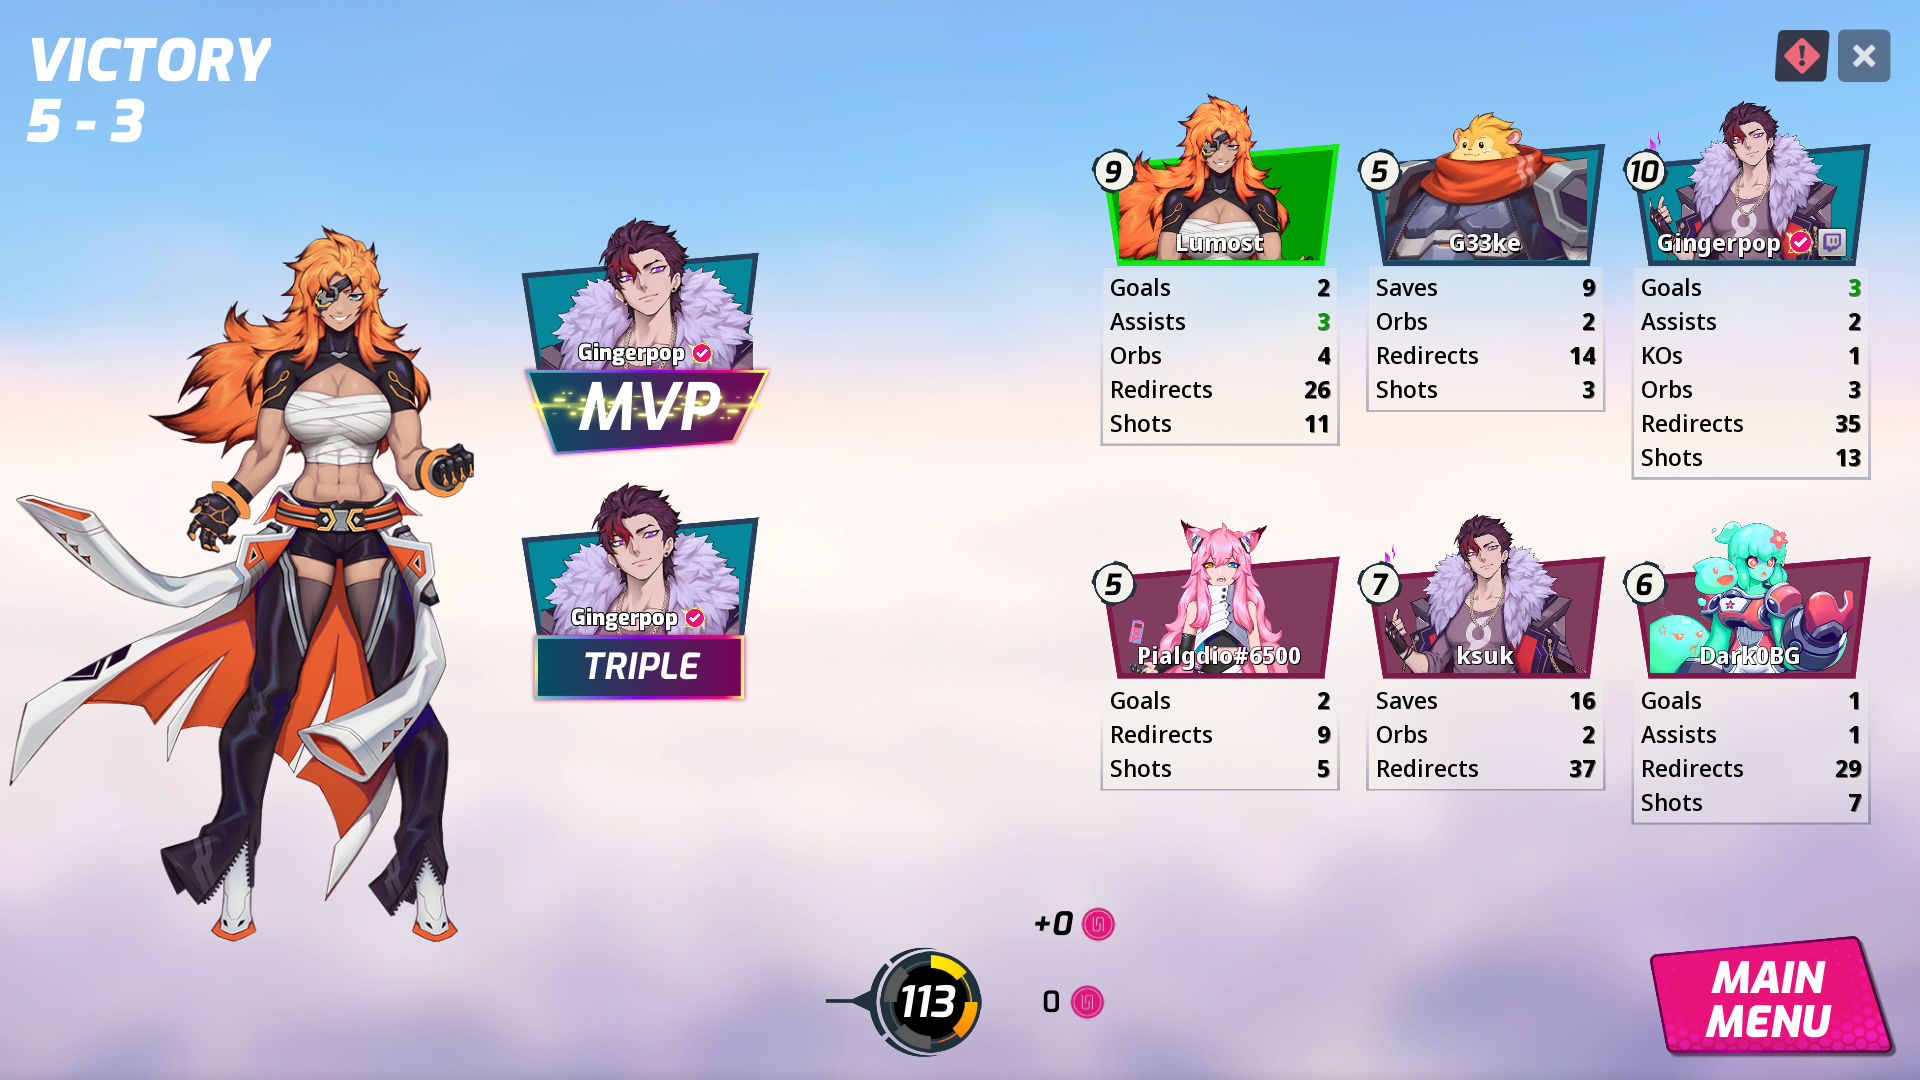 VICTORY
5 - 3
Gingerpop
MVP
Gingerpop
TRIPLE
9
Lumost
Goals 2
Assists 3
Orbs 4
Redirects 26
Shots 11
5
G33ke
Saves 9
Orbs 2
Redirects 14
Shots 3
10
Gingerpop
Goals 3
Assists 2
KOs 1
Orbs 3
Redirects 35
Shots 13
5
Pialgdio#6500
Goals 2
Redirects 9
Shots 5
7
ksuk
Saves 16
Orbs 2
Redirects 37
6
Dark0BG
Goals 1
Assists 1
Redirects 29
Shots 7
+0
113
0
MAIN
MENU